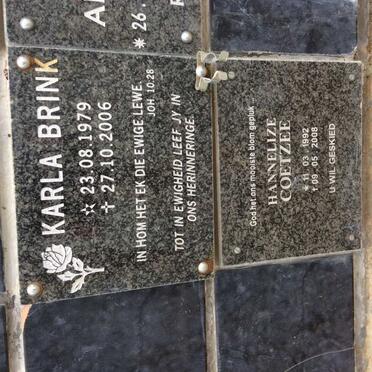 KARLA BRINK
☆ 23.08.1979
✝ 27.10.2006
IN HOM HET EK DIE EWIGE LEWE
JOH. 10:28
TOT IN EWIGHEID LEEF JY IN
ONS HERINNERINGE.
God het ons mooiste blom gepluk
HANNELIZE
COETZEE
* 11 03 1992
† 09 05 2008
U WIL GESKIED
* 26.